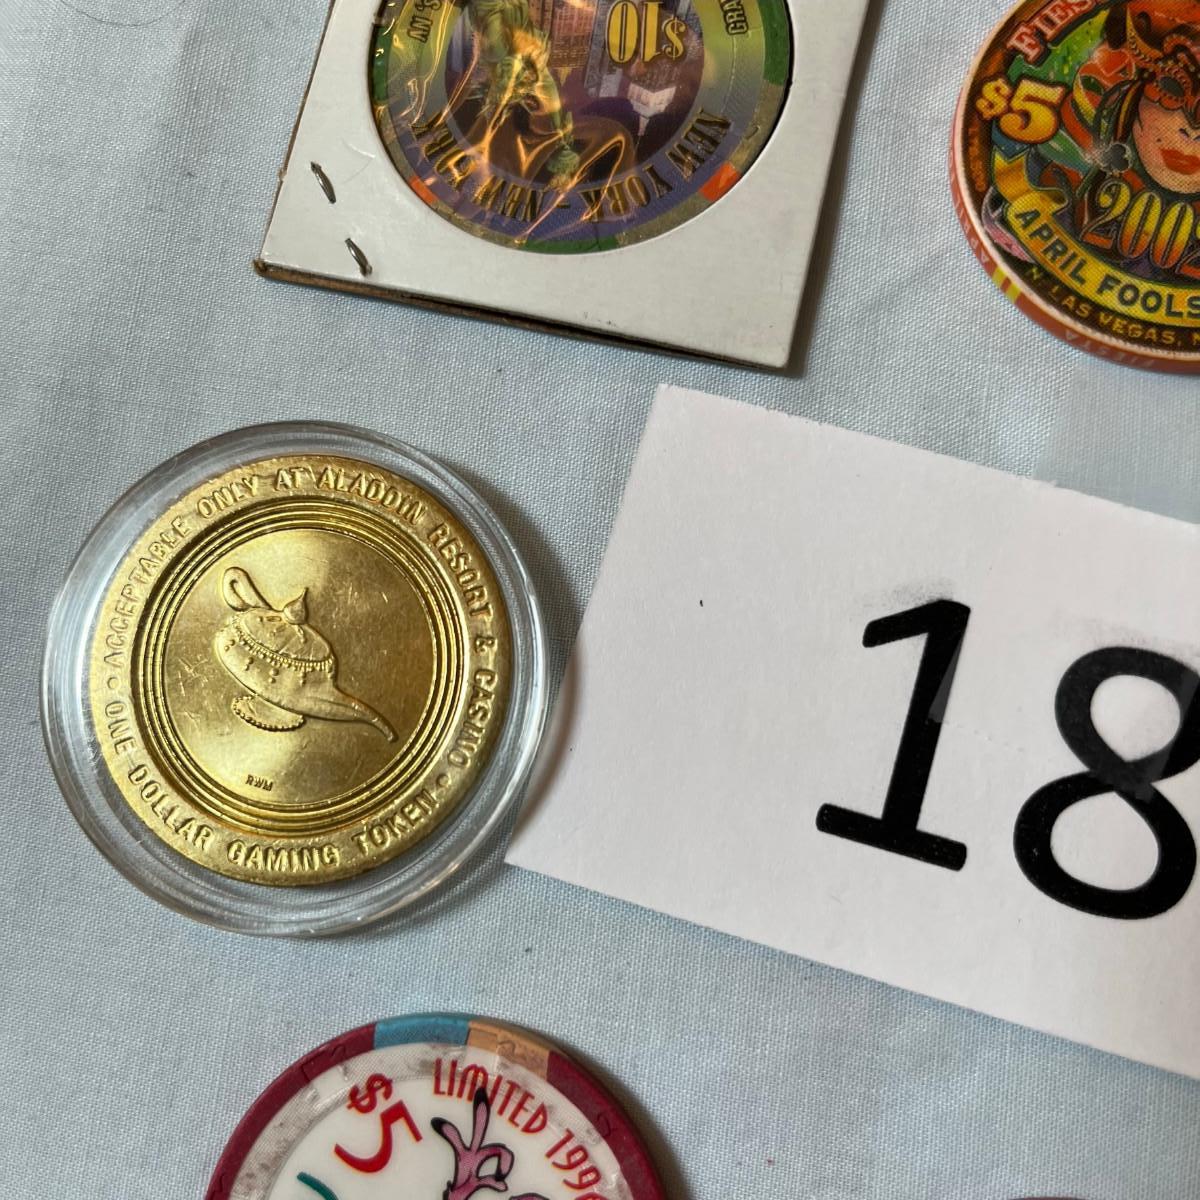 $10
NEW YORK - NEW YORK
$5
2002
APRIL FOOLS
LAS VEGAS,
FIESTA
ACCEPTABLE ONLY AT ALADDIN RESORT & CASINO
ONE DOLLAR GAMING TOKEN
RWM
18
$5
LIMITED